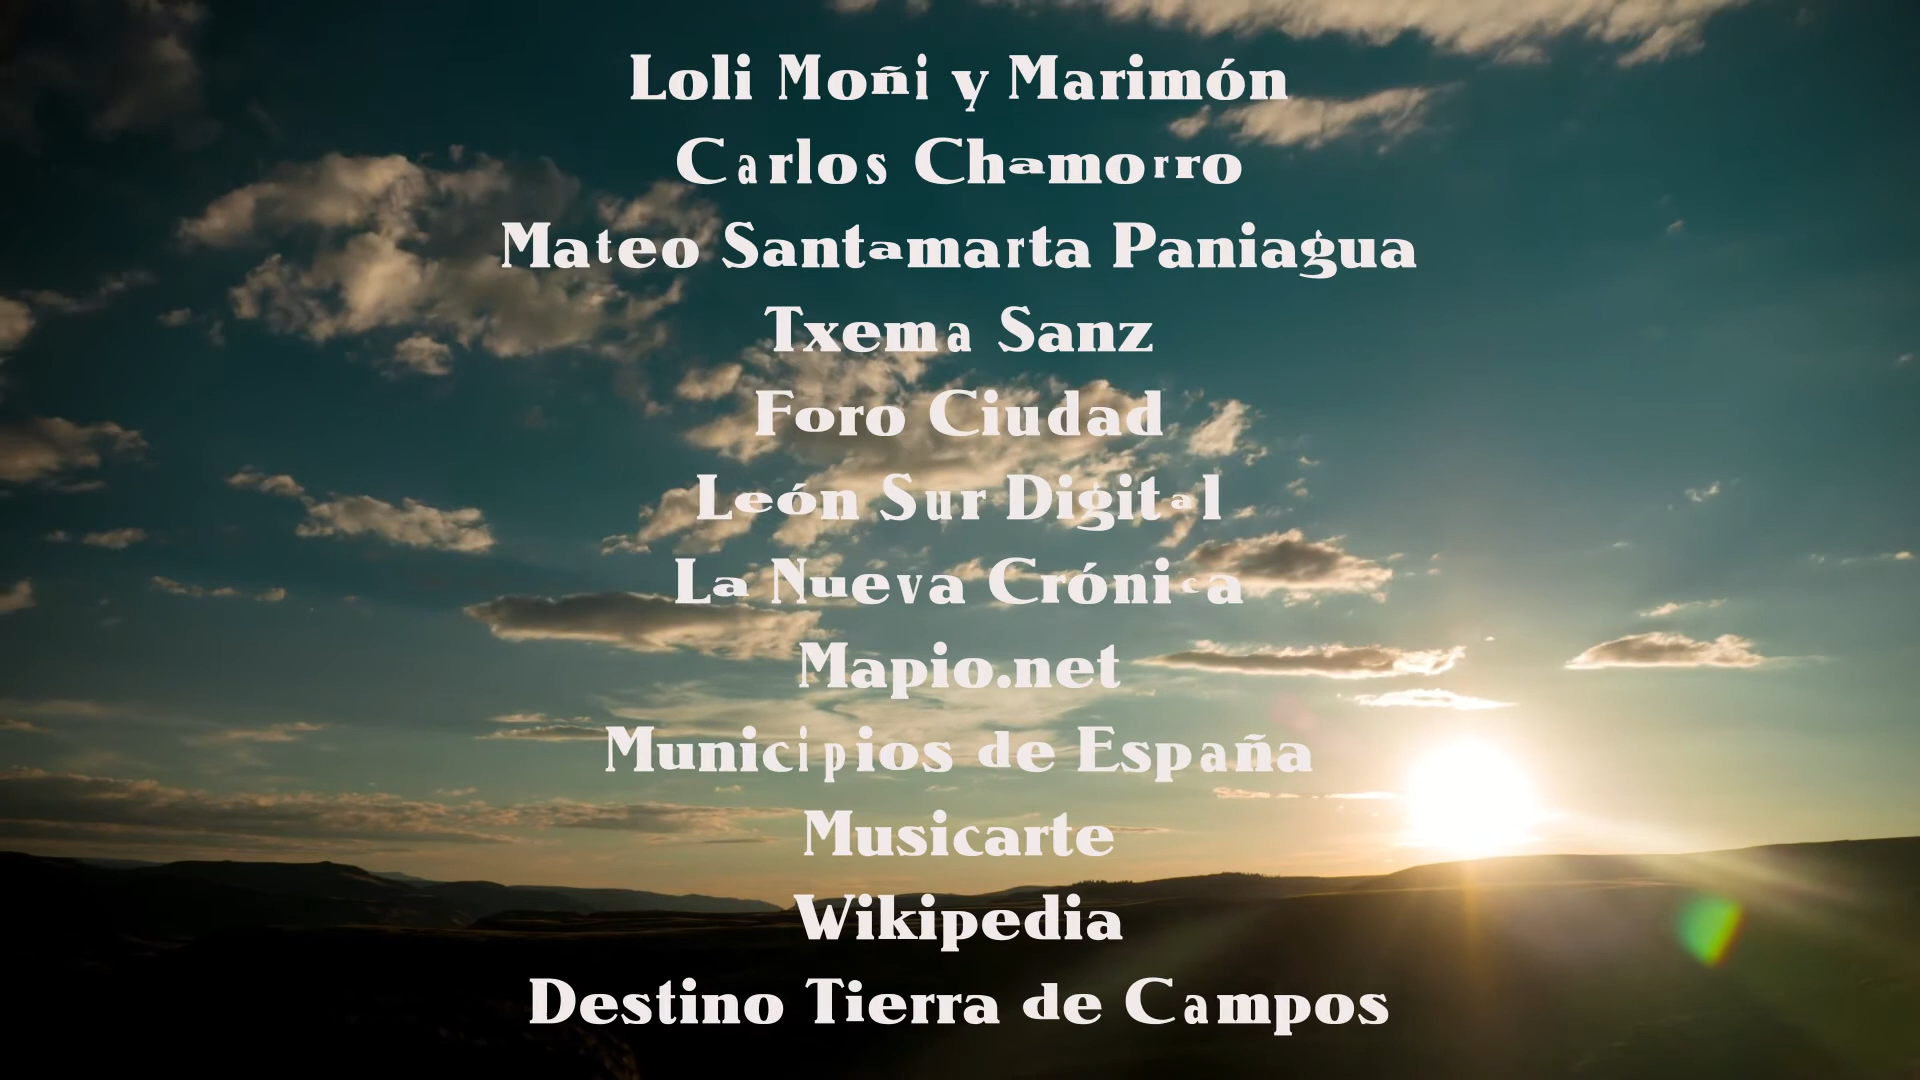 Loli Moñi y Marimón
Carlos Chamorro
Mateo Santamarta Paniagua
Txema Sanz
Foro Ciudad
León Sur Digital
La Nueva Crónica
Mapio.net
Municipios de España
Musicarte
Wikipedia
Destino Tierra de Campos